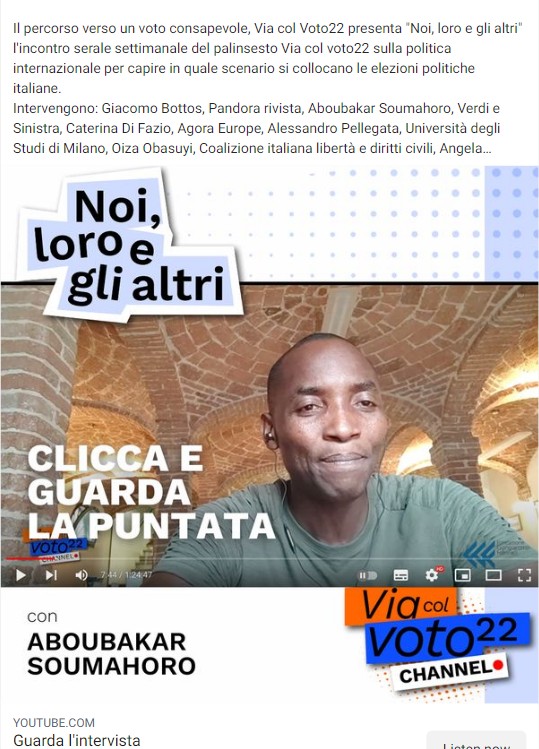 Il percorso verso un voto consapevole, Via col Voto22 presenta "Noi, loro e gli altri"
l'incontro serale settimanale del palinsesto Via col voto22 sulla politica
internazionale per capire in quale scenario si collocano le elezioni politiche
italiane.
Intervengono: Giacomo Bottos, Pandora rivista, Aboubakar Soumahoro, Verdi e
Sinistra, Caterina Di Fazio, Agora Europe, Alessandro Pellegata, Università degli
Studi di Milano, Oiza Obasuyi, Coalizione italiana libertà e diritti civili, Angela...
Noi,
loro e
gli altri
CLICCA E
GUARDA
LA PUNTATA
voto22
CHANNEL
7:44 / 1:24:47
HD
con
ABOUBAKAR
SOUMAHORO
Via col
voto22
CHANNEL
YOUTUBE.COM
Guarda l'intervista
Listen now